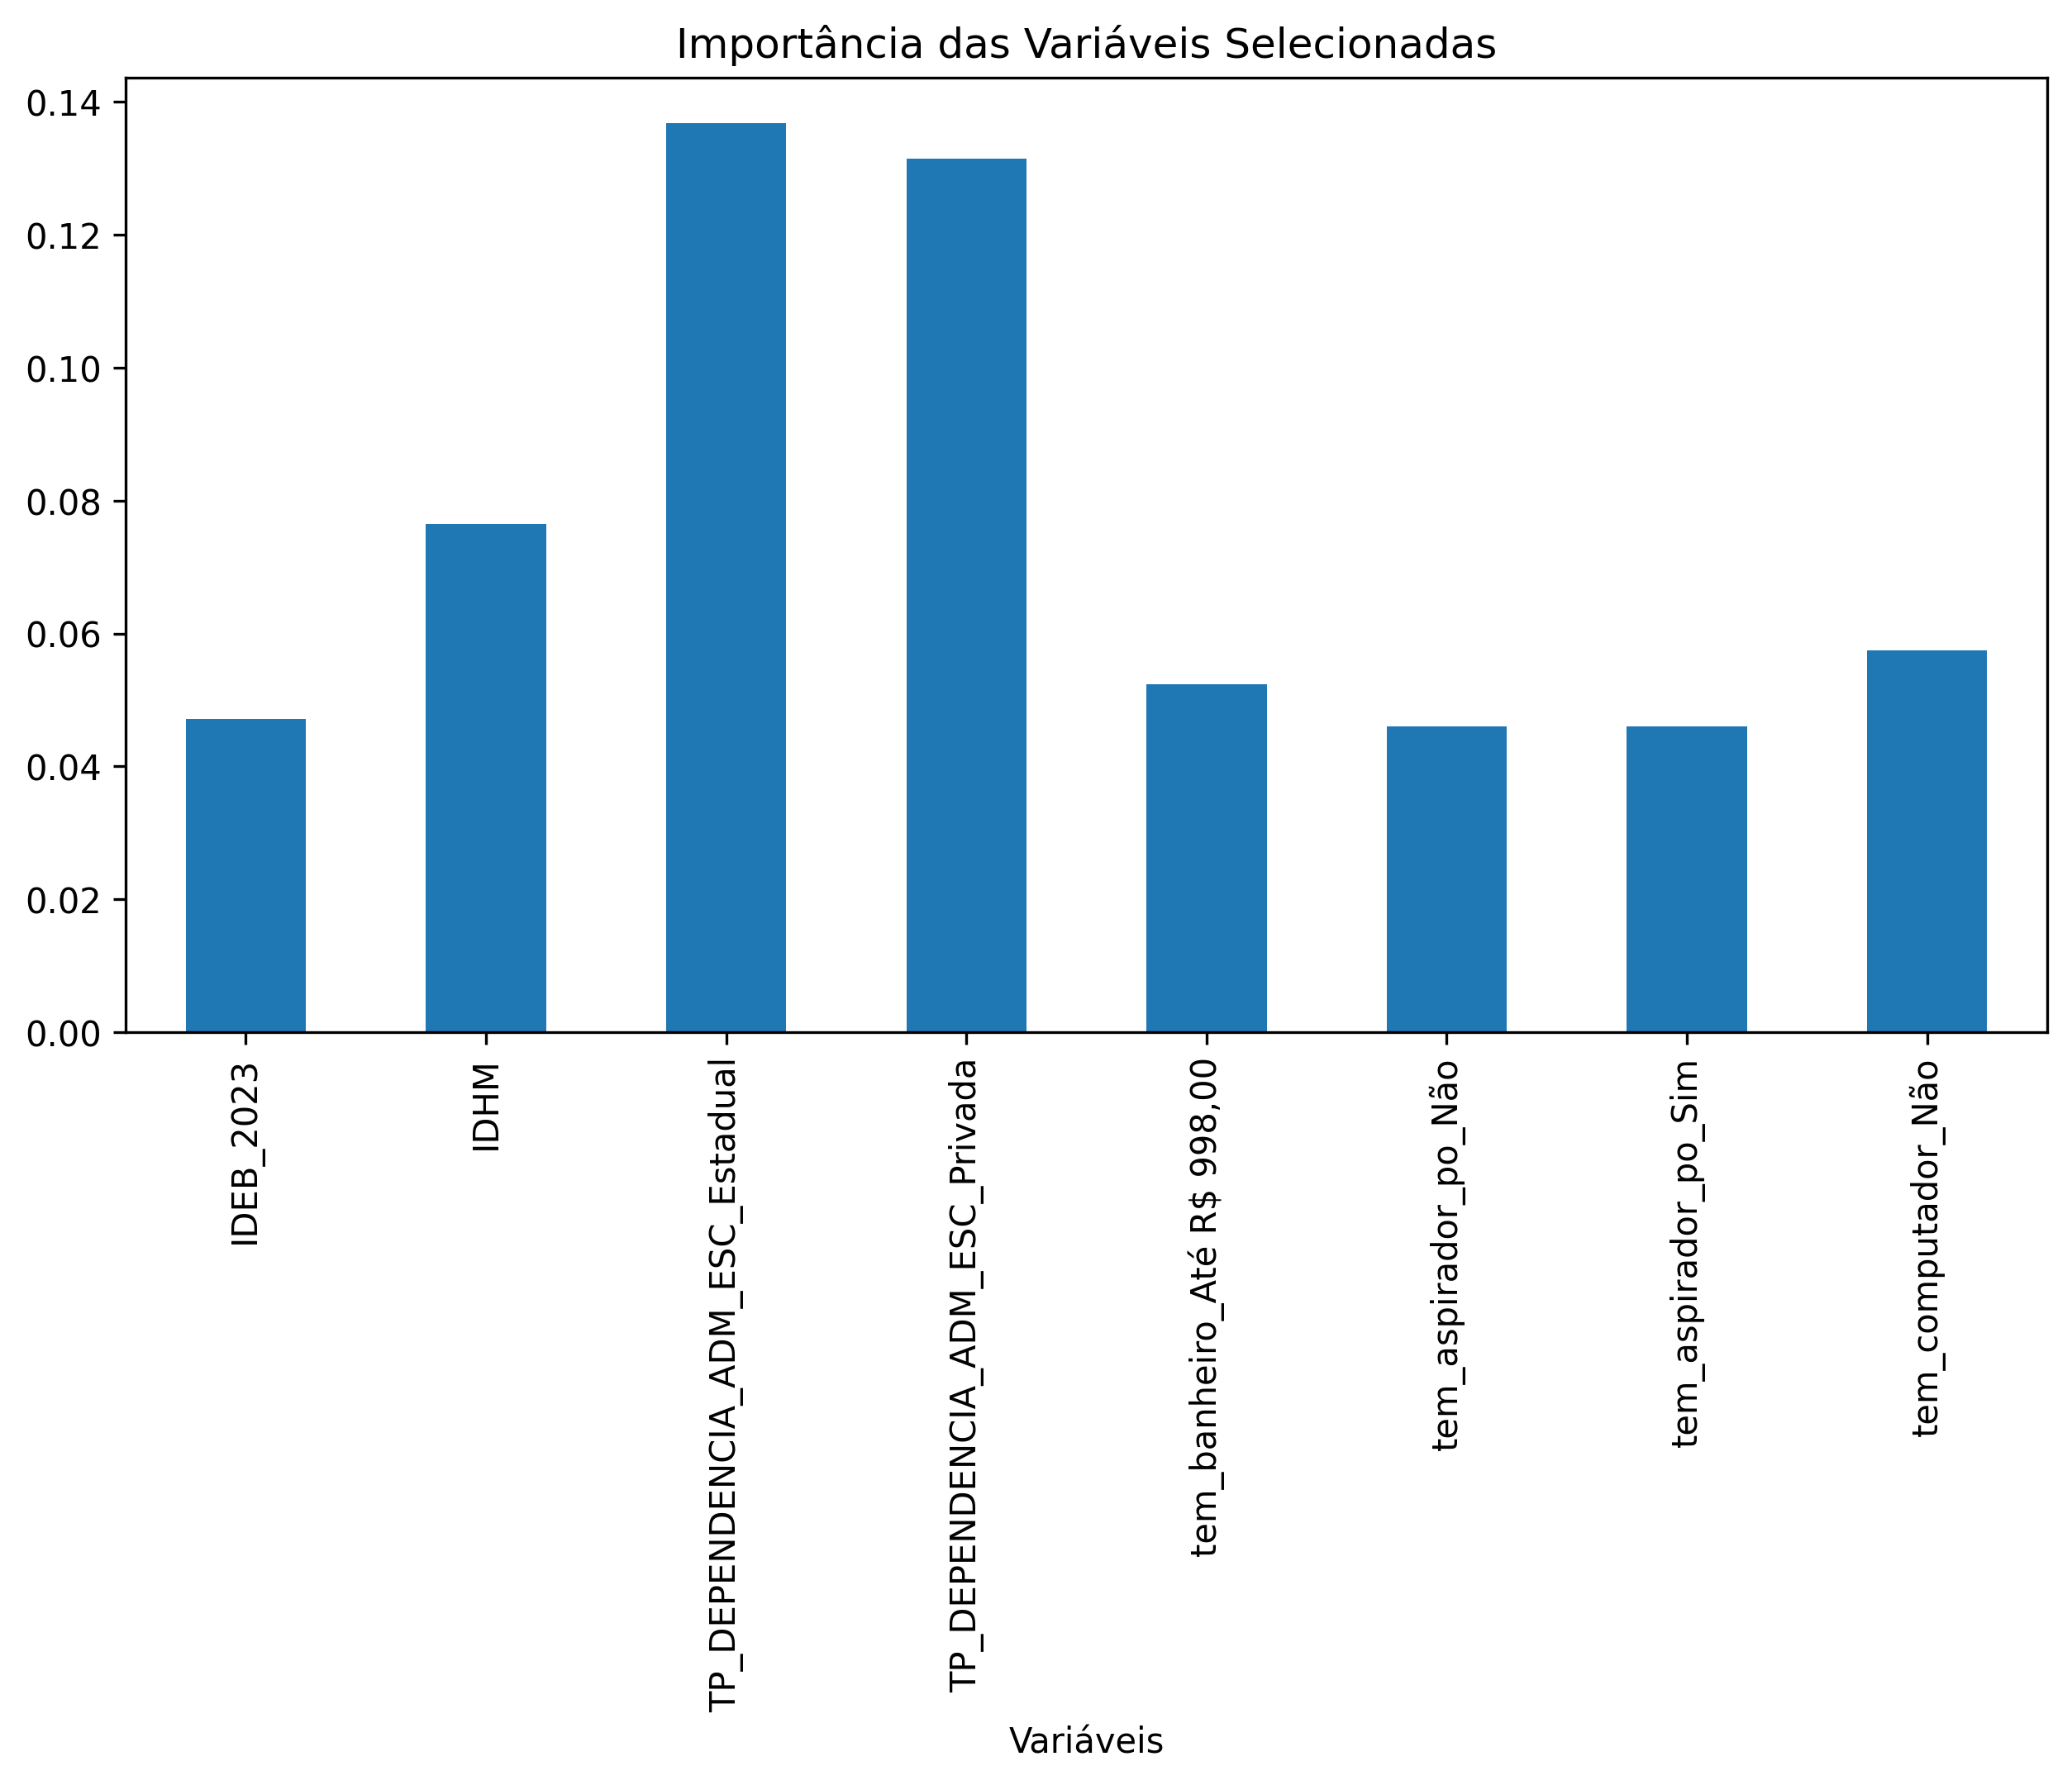 Importância das Variáveis Selecionadas
0.14
0.12
0.10
0.08
0.06
0.04
0.02
0.00
IDEB_2023
IDHM
TP_DEPENDENCIA_ADM_ESC_Estadual
TP_DEPENDENCIA_ADM_ESC_Privada
tem_banheiro_Até R$ 998,00
tem_aspirador_po_Não
tem_aspirador_po_Sim
tem_computador_Não
Variáveis